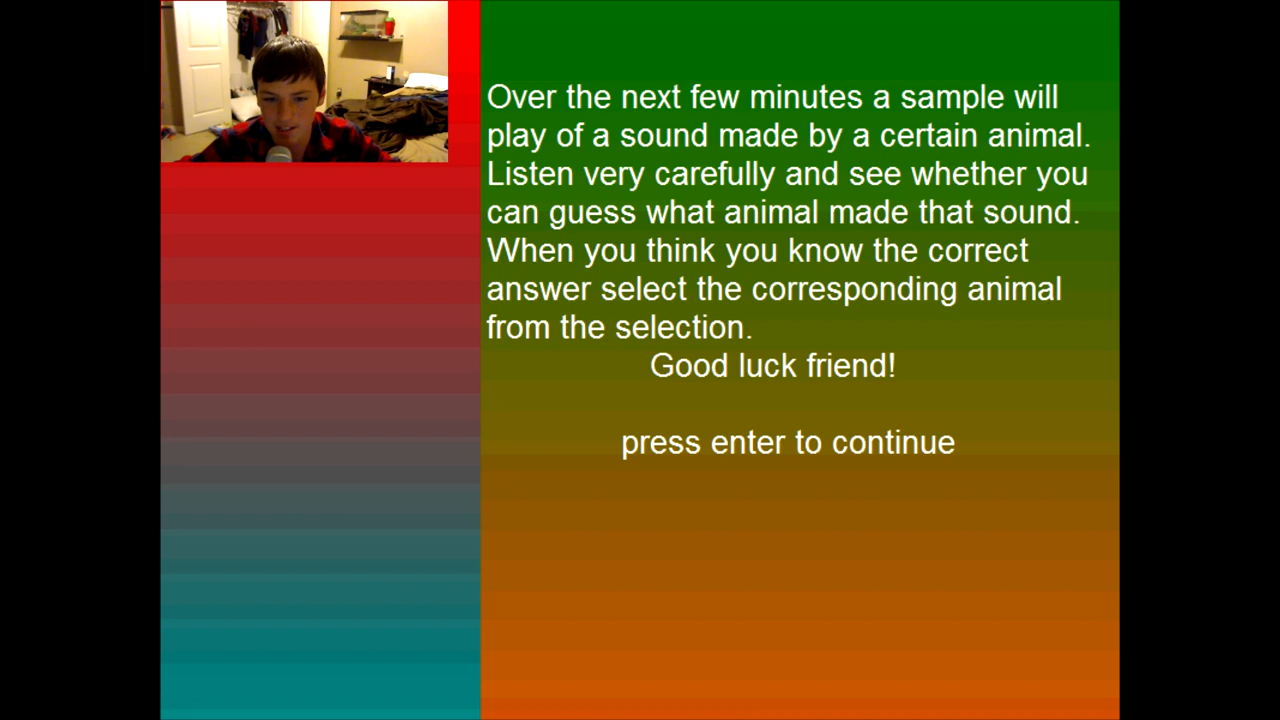 Over the next few minutes a sample will
play of a sound made by a certain animal.
Listen very carefully and see whether you
can guess what animal made that sound.
When you think you know the correct
answer select the corresponding animal
from the selection.
Good luck friend!
press enter to continue